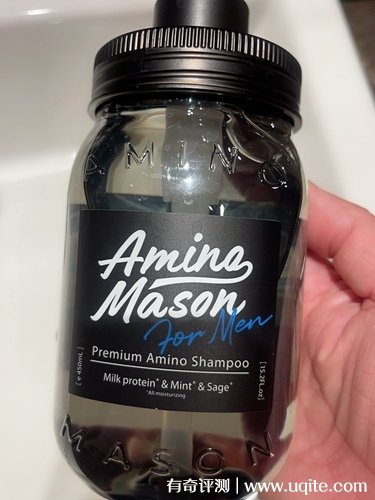 AMINO
Amino
Mason
For Men
Premium Amino Shampoo
[ e 450mL ]
[ 15.2Fl.oz ]
Milk protein* & Mint* & Sage*
*All moisturizing
MASON
有奇评测 | www.uqite.com